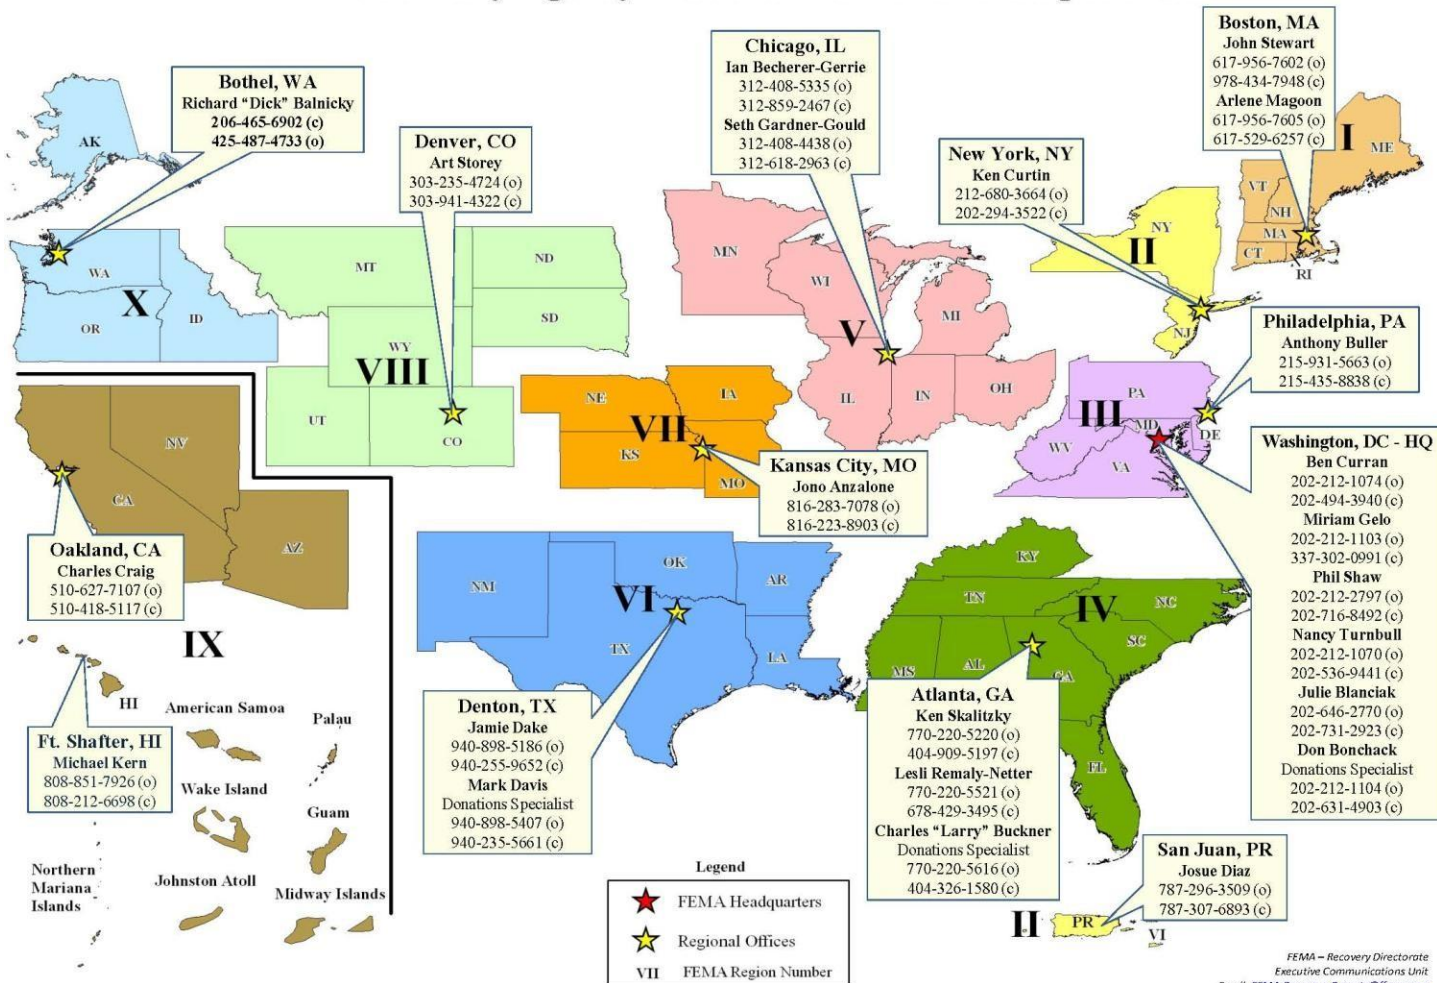 Boston, MA
John Stewart
617-956-7602 (o)
978-434-7948 (c)
Arlene Magoon
617-956-7605 (o)
617-529-6257 (c)
Chicago, IL
Ian Becherer-Gerrie
312-408-5335 (o)
312-859-2467 (c)
Seth Gardner-Gould
312-408-4438 (o)
312-618-2963 (c)
Bothel, WA
Richard “Dick” Balnicky
206-465-6902 (c)
425-487-4733 (o)
Denver, CO
Art Storey
303-235-4724 (o)
303-941-4322 (c)
New York, NY
Ken Curtin
212-680-3664 (o)
202-294-3522 (c)
AK
I
ME
VT
NH
MA
CT
RI
NY
II
NJ
WA
X
OR
ID
MT
ND
SD
WY
VIII
UT
CO
MN
WI
MI
V
IL
IN
OH
Philadelphia, PA
Anthony Buller
215-931-5663 (o)
215-435-8838 (c)
NE
IA
VII
KS
MO
PA
III
MD
DE
WV
VA
Kansas City, MO
Jono Anzalone
816-283-7078 (o)
816-223-8903 (c)
Washington, DC - HQ
Ben Curran
202-212-1074 (o)
202-494-3940 (c)
Miriam Gelo
202-212-1103 (o)
337-302-0991 (c)
Phil Shaw
202-212-2797 (o)
202-716-8492 (c)
Nancy Turnbull
202-212-1070 (o)
202-536-9441 (c)
Julie Blanciak
202-646-2770 (o)
202-731-2923 (c)
Don Bonchack
Donations Specialist
202-212-1104 (o)
202-631-4903 (c)
NV
CA
AZ
Oakland, CA
Charles Craig
510-627-7107 (o)
510-418-5117 (c)
IX
HI
Ft. Shafter, HI
Michael Kern
808-851-7926 (o)
808-212-6698 (c)
American Samoa
Palau
Wake Island
Guam
Northern
Mariana
Islands
Johnston Atoll
Midway Islands
NM
OK
AR
VI
TX
LA
Denton, TX
Jamie Dake
940-898-5186 (o)
940-255-9652 (c)
Mark Davis
Donations Specialist
940-898-5407 (o)
940-235-5661 (c)
KY
TN
NC
IV
SC
MS
AL
GA
FL
Atlanta, GA
Ken Skalitzky
770-220-5220 (o)
404-909-5197 (c)
Lesli Remaly-Netter
770-220-5521 (o)
678-429-3495 (c)
Charles “Larry” Buckner
Donations Specialist
770-220-5616 (o)
404-326-1580 (c)
San Juan, PR
Josue Diaz
787-296-3509 (o)
787-307-6893 (c)
II
PR
VI
Legend
FEMA Headquarters
Regional Offices
VII FEMA Region Number
FEMA – Recovery Directorate
Executive Communications Unit